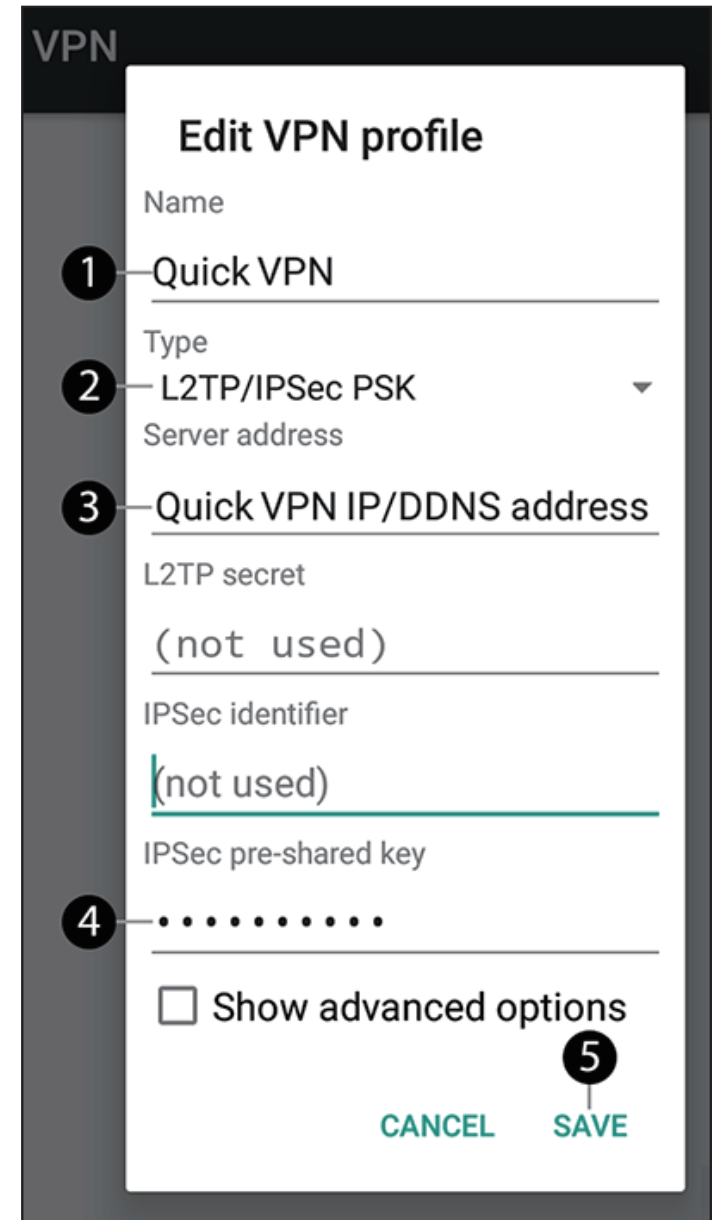 VPN
Edit VPN profile
Name
1 Quick VPN
Type
2 L2TP/IPSec PSK
Server address
3 Quick VPN IP/DDNS address
L2TP secret
(not used)
IPSec identifier
(not used)
IPSec pre-shared key
4 ••••••••••
Show advanced options
5
CANCEL SAVE